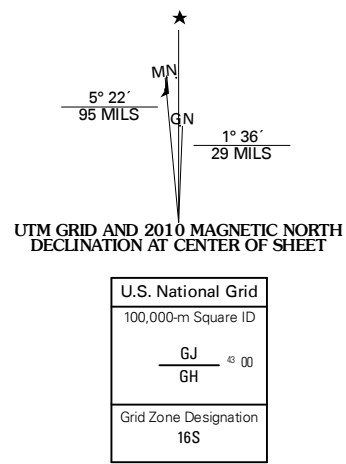 ★
MN.
5° 22´
95 MILS
GN
1° 36´
29 MILS
UTM GRID AND 2010 MAGNETIC NORTH
DECLINATION AT CENTER OF SHEET
U.S. National Grid
100,000-m Square ID
GJ
43 00
GH
Grid Zone Designation
16S